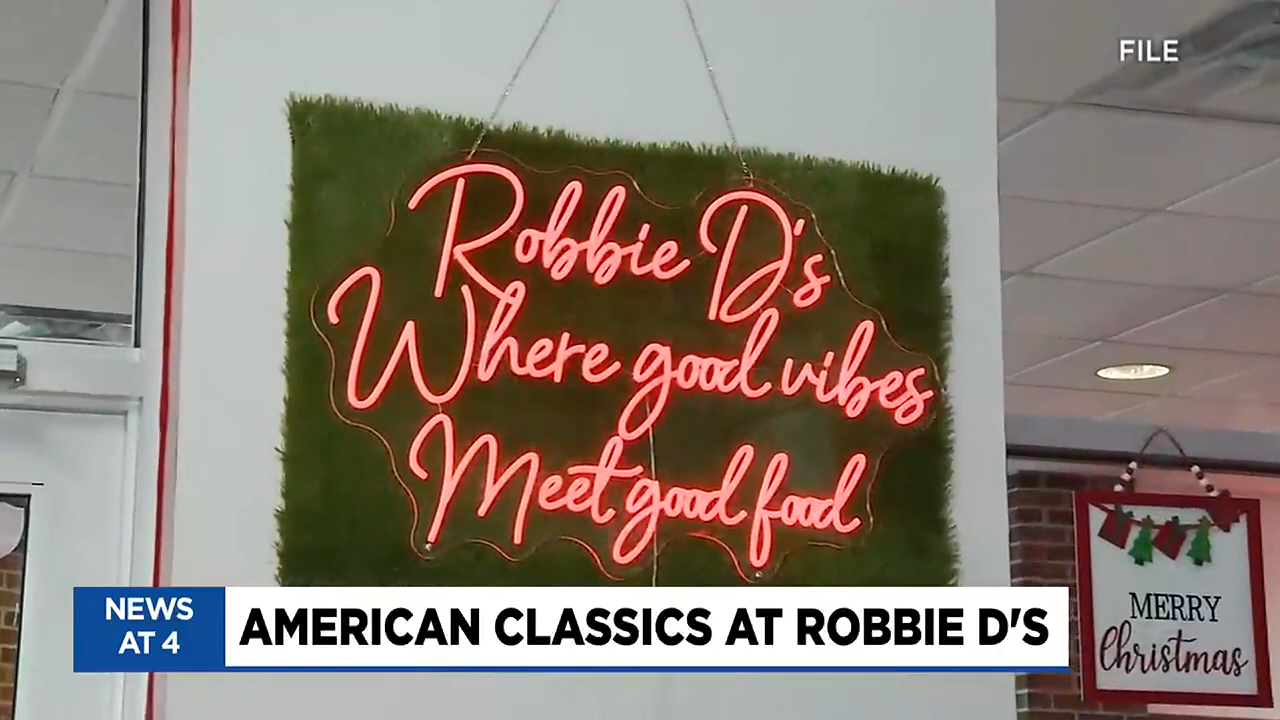 FILE
Robbie D's
Where good vibes
Meet good food
NEWS
AT 4
AMERICAN CLASSICS AT ROBBIE D'S
MERRY
Christmas